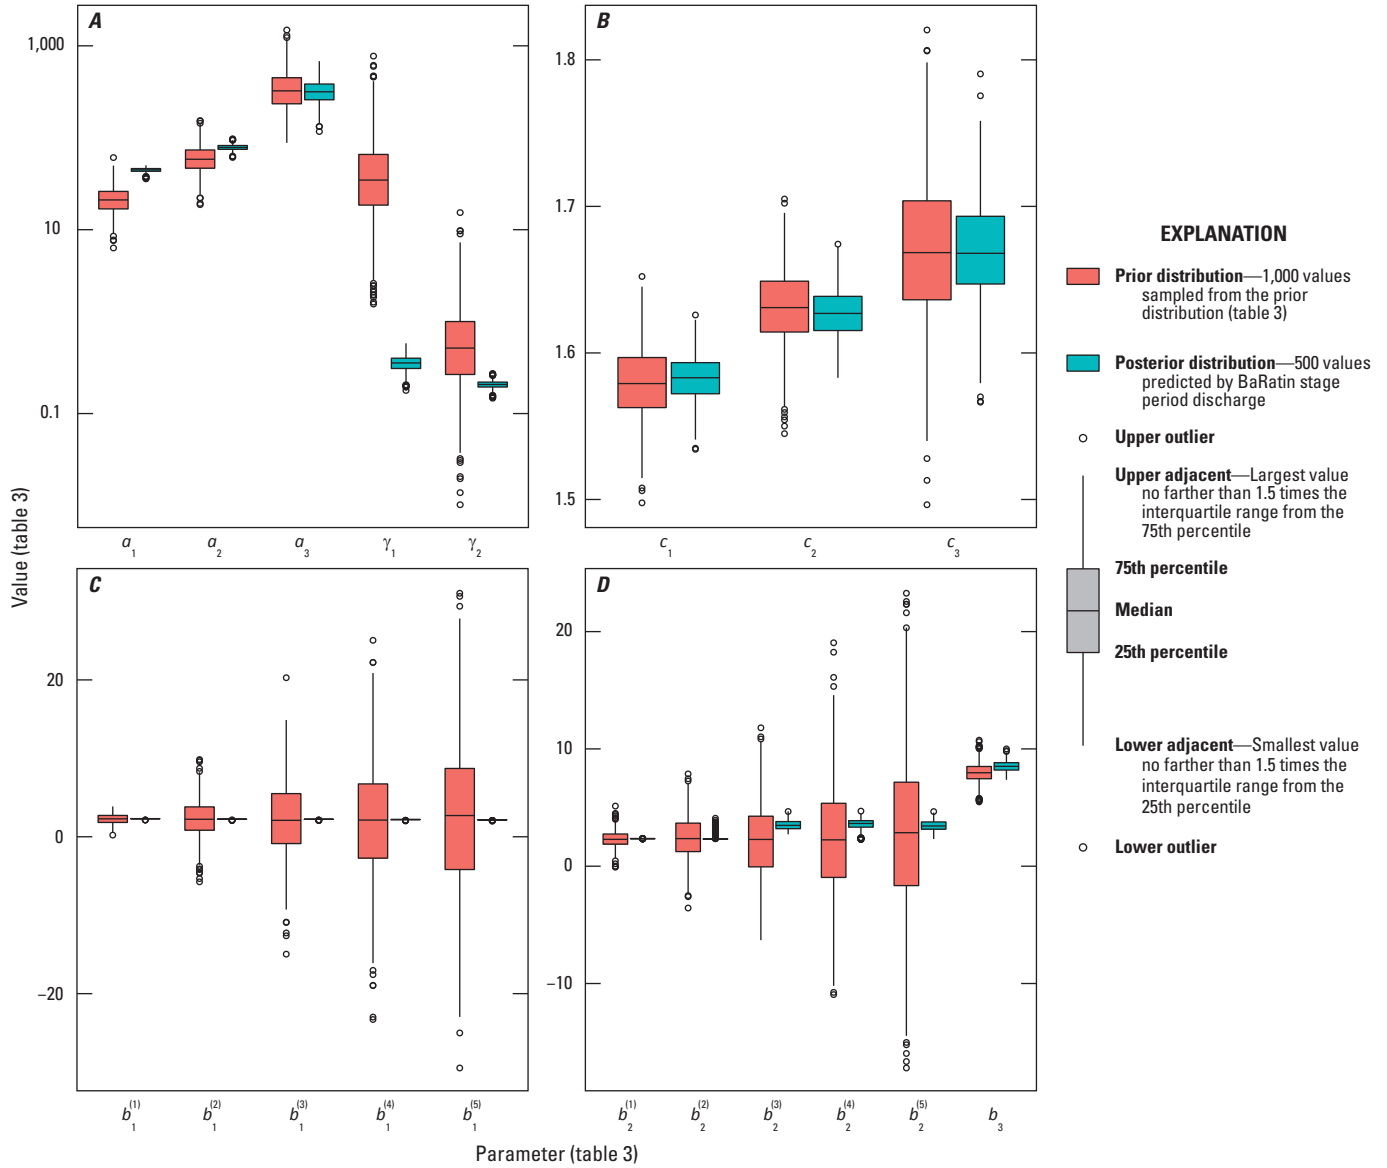 A
1,000
10
0.1
a1
a2
a3
γ1
γ2
B
1.8
1.7
1.6
1.5
c1
c2
c3
Value (table 3)
C
20
0
−20
b1(1)
b1(2)
b1(3)
b1(4)
b1(5)
D
20
10
0
−10
b2(1)
b2(2)
b2(3)
b2(4)
b2(5)
b3
Parameter (table 3)
EXPLANATION
Prior distribution—1,000 values
sampled from the prior
distribution (table 3)
Posterior distribution—500 values
predicted by BaRatin stage
period discharge
Upper outlier
Upper adjacent—Largest value
no farther than 1.5 times the
interquartile range from the
75th percentile
75th percentile
Median
25th percentile
Lower adjacent—Smallest value
no farther than 1.5 times the
interquartile range from the
25th percentile
Lower outlier